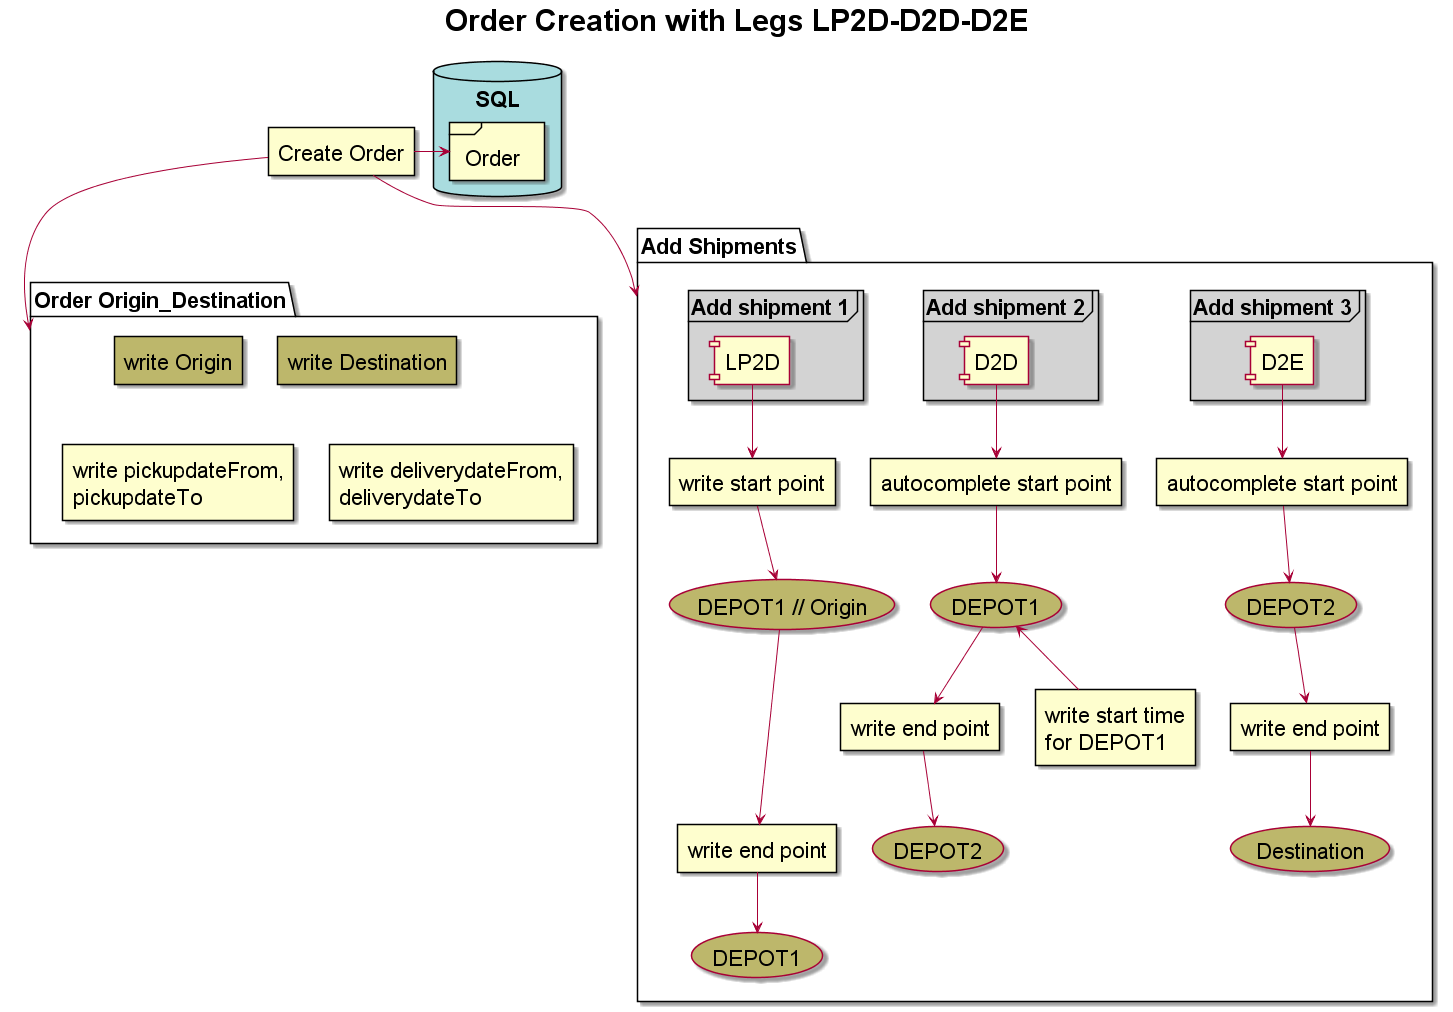 Order Creation with Legs LP2D-D2D-D2E
SQL
Create Order
Order
Add Shipments
Order Origin_Destination
write Origin
write Destination
write pickupdateFrom,
pickupdateTo
write deliverydateFrom,
deliverydateTo
Add shipment 1
LP2D
write start point
DEPOT1 // Origin
write end point
DEPOT1
Add shipment 2
D2D
autocomplete start point
DEPOT1
write end point
write start time
for DEPOT1
DEPOT2
Add shipment 3
D2E
autocomplete start point
DEPOT2
write end point
Destination